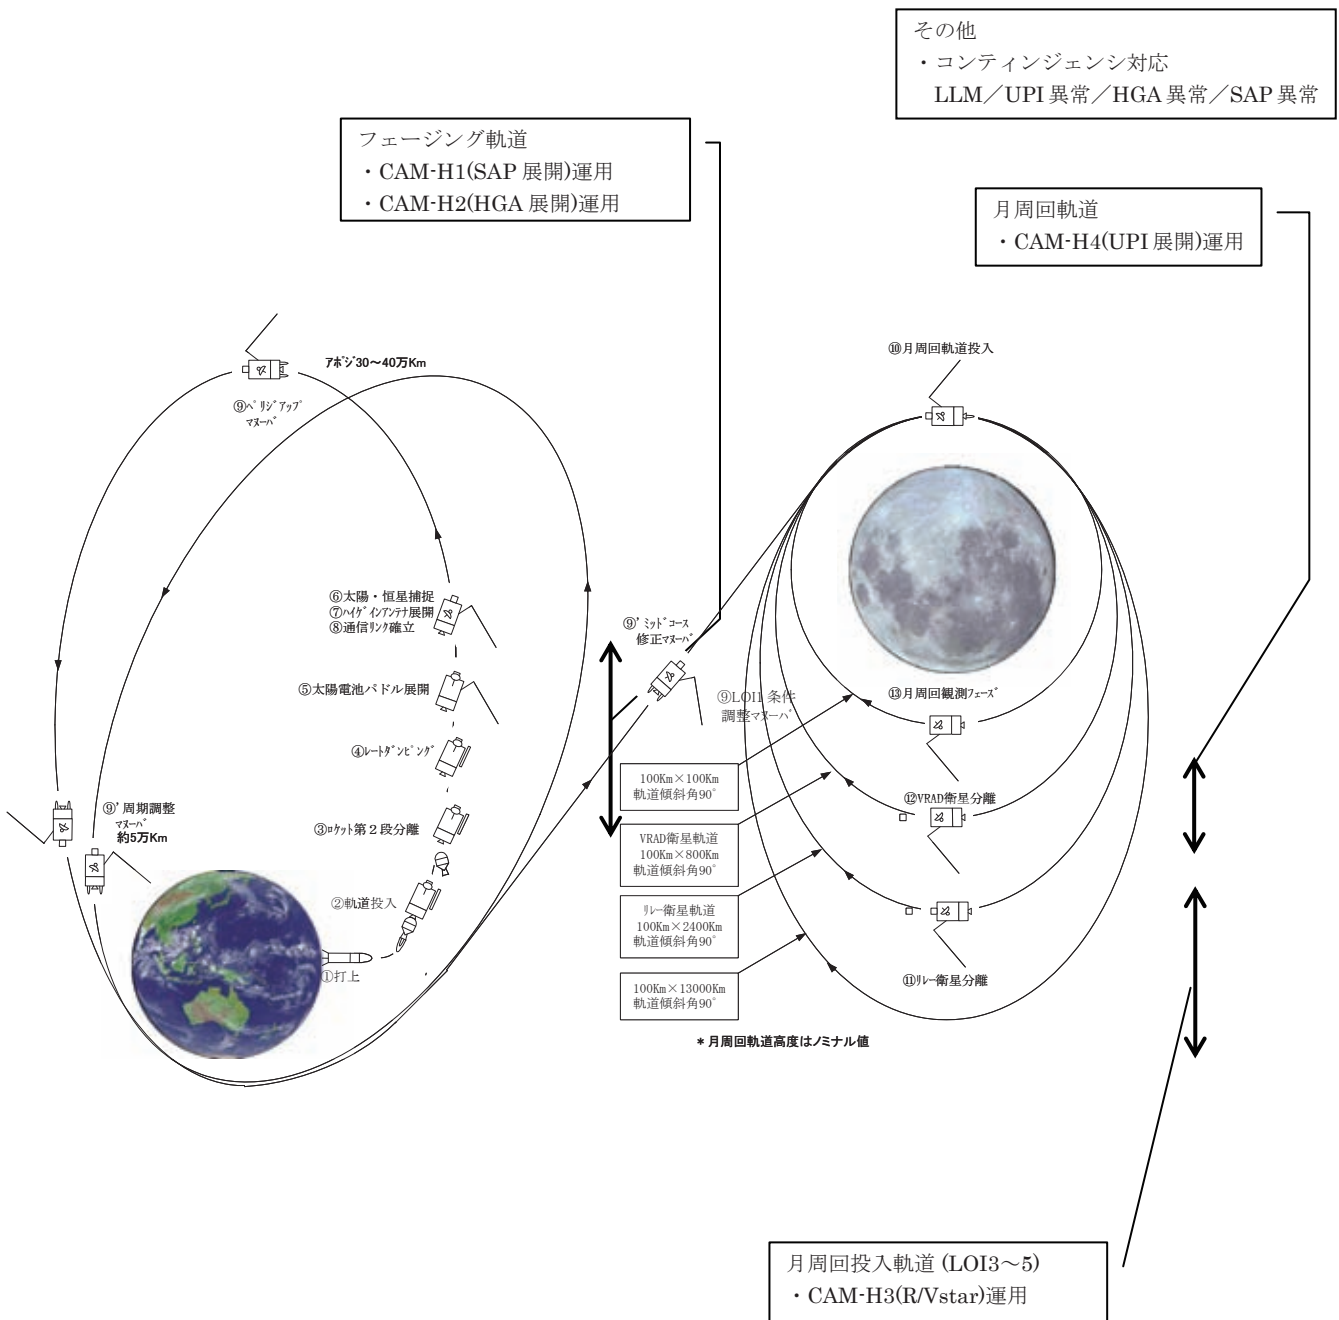 その他
・コンティンジェンシ対応
LLM／UPI 異常／HGA 異常／SAP 異常
フェージング軌道
・CAM-H1(SAP 展開)運用
・CAM-H2(HGA 展開)運用
月周回軌道
・CAM-H4(UPI 展開)運用
アポジ30～40万Km
⑨ペリジアップ
マヌーバ
⑩月周回軌道投入
⑥太陽・恒星捕捉
⑦ハイゲインアンテナ展開
⑧通信リンク確立
⑤太陽電池パドル展開
④レートダンピング
③ロケット第２段分離
②軌道投入
①打上
⑨’周期調整
マヌーバ
約5万Km
⑨’ミッドコース
修正マヌーバ
⑨LOI1 条件
調整マヌーバ
⑬月周回観測フェーズ
⑫VRAD衛星分離
⑪リレー衛星分離
100Km×100Km
軌道傾斜角90°
VRAD衛星軌道
100Km×800Km
軌道傾斜角90°
リレー衛星軌道
100Km×2400Km
軌道傾斜角90°
100Km×13000Km
軌道傾斜角90°
＊月周回軌道高度はノミナル値
月周回投入軌道 (LOI3～5)
・CAM-H3(R/Vstar)運用